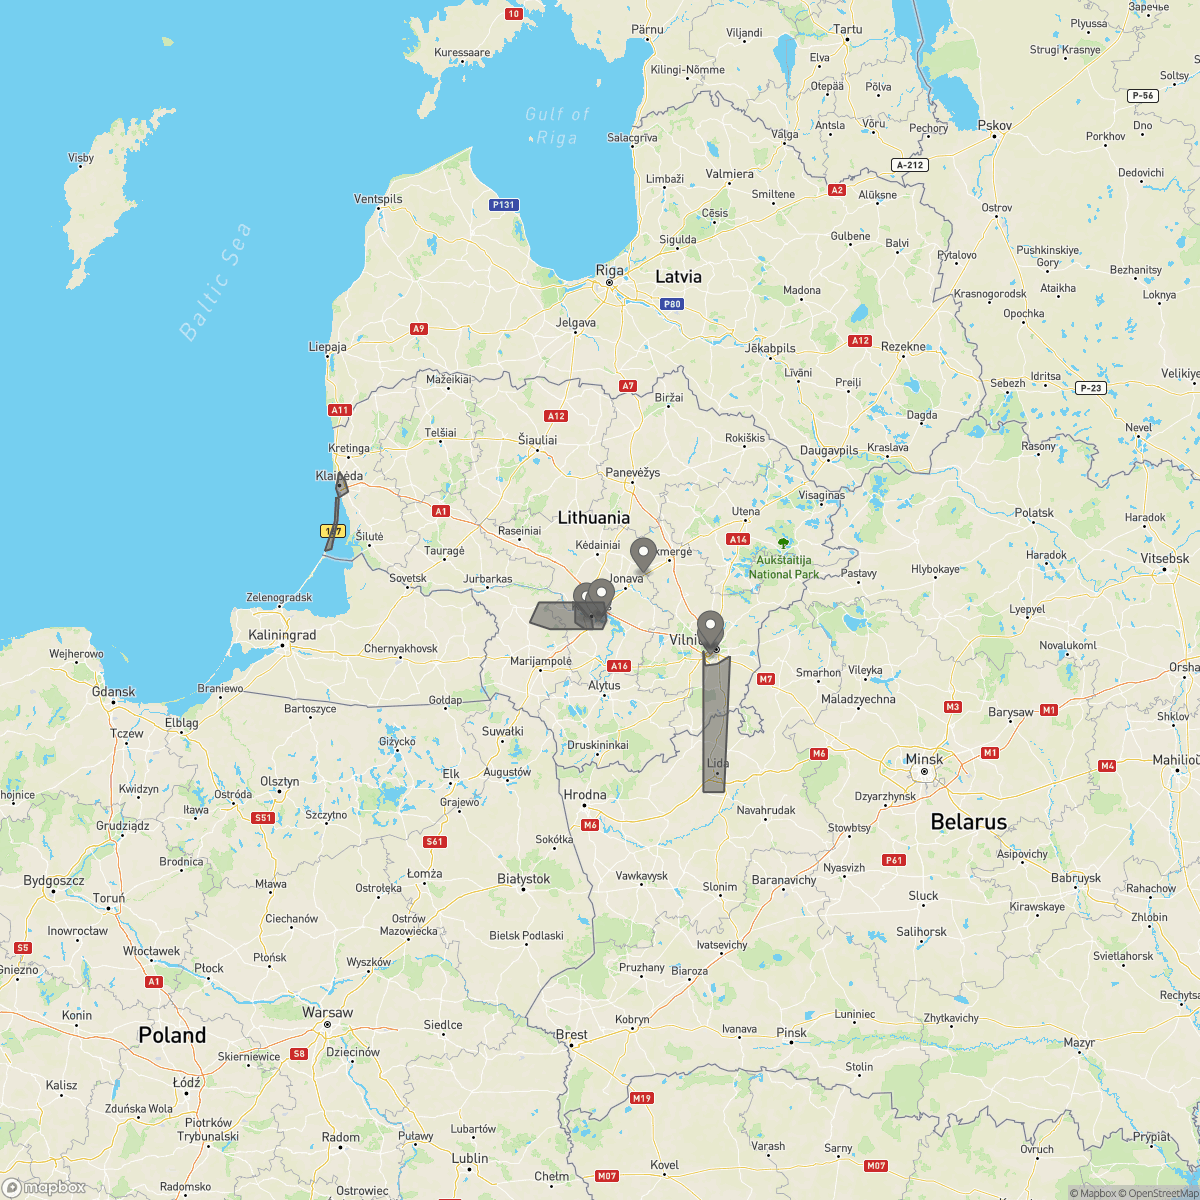 10
Заречье
Plyussa
Kuressaare
Pärnu
Viljandi
Tartu
Strugi Krasnye
Elva
Kilingi-Nõmme
Soltsy
Otepää
Põlva
P-56
Gulf of
Riga
Salacgrīva
Valga
Antsla
Võru
Pechory
Pskov
Dno
Porkhov
Visby
A-212
Dedovichi
Limbaži
Valmiera
Smiltene
A2
Alūksne
Ventspils
P131
Cēsis
Ostrov
Baltic Sea
Sigulda
Gulbene
Balvi
Pytalovo
Pushkinskiye
Gory
Bezhanitsy
Riga
Latvia
Madona
Krasnogorodsk
Ataikha
Loknya
P80
Opochka
Jelgava
A9
Liepaja
Jēkabpils
A12
Rezekne
Mažeikiai
A7
Līvāni
Preiļi
Sebezh
Idritsa
P-23
Velikiye
Biržai
A11
A12
Dagda
Kretinga
Telšiai
Šiauliai
Rokiškis
Daugavpils
Kraslava
Rasony
Nevel
Klaipėda
Panevėžys
Visaginas
A1
Lithuania
Utena
Polatsk
Haradok
167
Šilutė
Raseiniai
A14
Kėdainiai
Tauragė
Aukštaitija
National Park
Haradok
Vitsebsk
Sovetsk
Jurbarkas
Jonava
Pastavy
Hlybokaye
Zelenogradsk
Lyepyel
Kaliningrad
Vilnius
Novalukoml
Chernyakhovsk
Wejherowo
Marijampolė
A16
M7
Smarhon
Vileyka
Orsha
Gdansk
Braniewo
Alytus
Maladzyechna
Bartoszyce
Gołdap
M3
M1
Barysaw
Shklov
Elbląg
Tczew
Suwałki
Giżycko
Druskininkai
M6
M1
Minsk
Mahilioŭ
M4
Elk
Augustów
Lida
Olsztyn
Kwidzyn
Hrodna
Ostróda
Grajewo
Dzyarzhynsk
Navahrudak
Iława
S51
Szczytno
M6
Belarus
Grudziądz
Stowbtsy
S61
Sokółka
P61
Asipovichy
Brodnica
Nyasvizh
Łomża
Vawkavysk
Babruysk
Bydgoszcz
Mława
Ostrołęka
Białystok
Slonim
Baranavichy
Rahachow
Toruń
Sluck
Kirawskaye
Ciechanów
Ostrów
Mazowiecka
Zhlobin
Inowrocław
Bielsk Podlaski
Salihorsk
S5
Włocławek
Płońsk
Ivatsevichy
Gniezno
Płock
Wyszków
Pruzhany
Biaroza
Svietlahorsk
A1
Rechytsa
Konin
Warsaw
Siedlce
Kobryn
Luniniec
Zhytkavichy
Poland
Brest
Ivanava
Pinsk
Skierniewice
S8
Dziecinów
Mazyr
Stolin
Kalisz
Łódź
M19
Zduńska Wola
Piotrków
Trybunalski
Lubartów
Radom
Puławy
Varash
Sarny
Prypiat
Ovruch
Lublin
Radomsko
Ostrowiec
Chełm
M07
Kovel
M07
mapbox
© Mapbox © OpenStreetMap